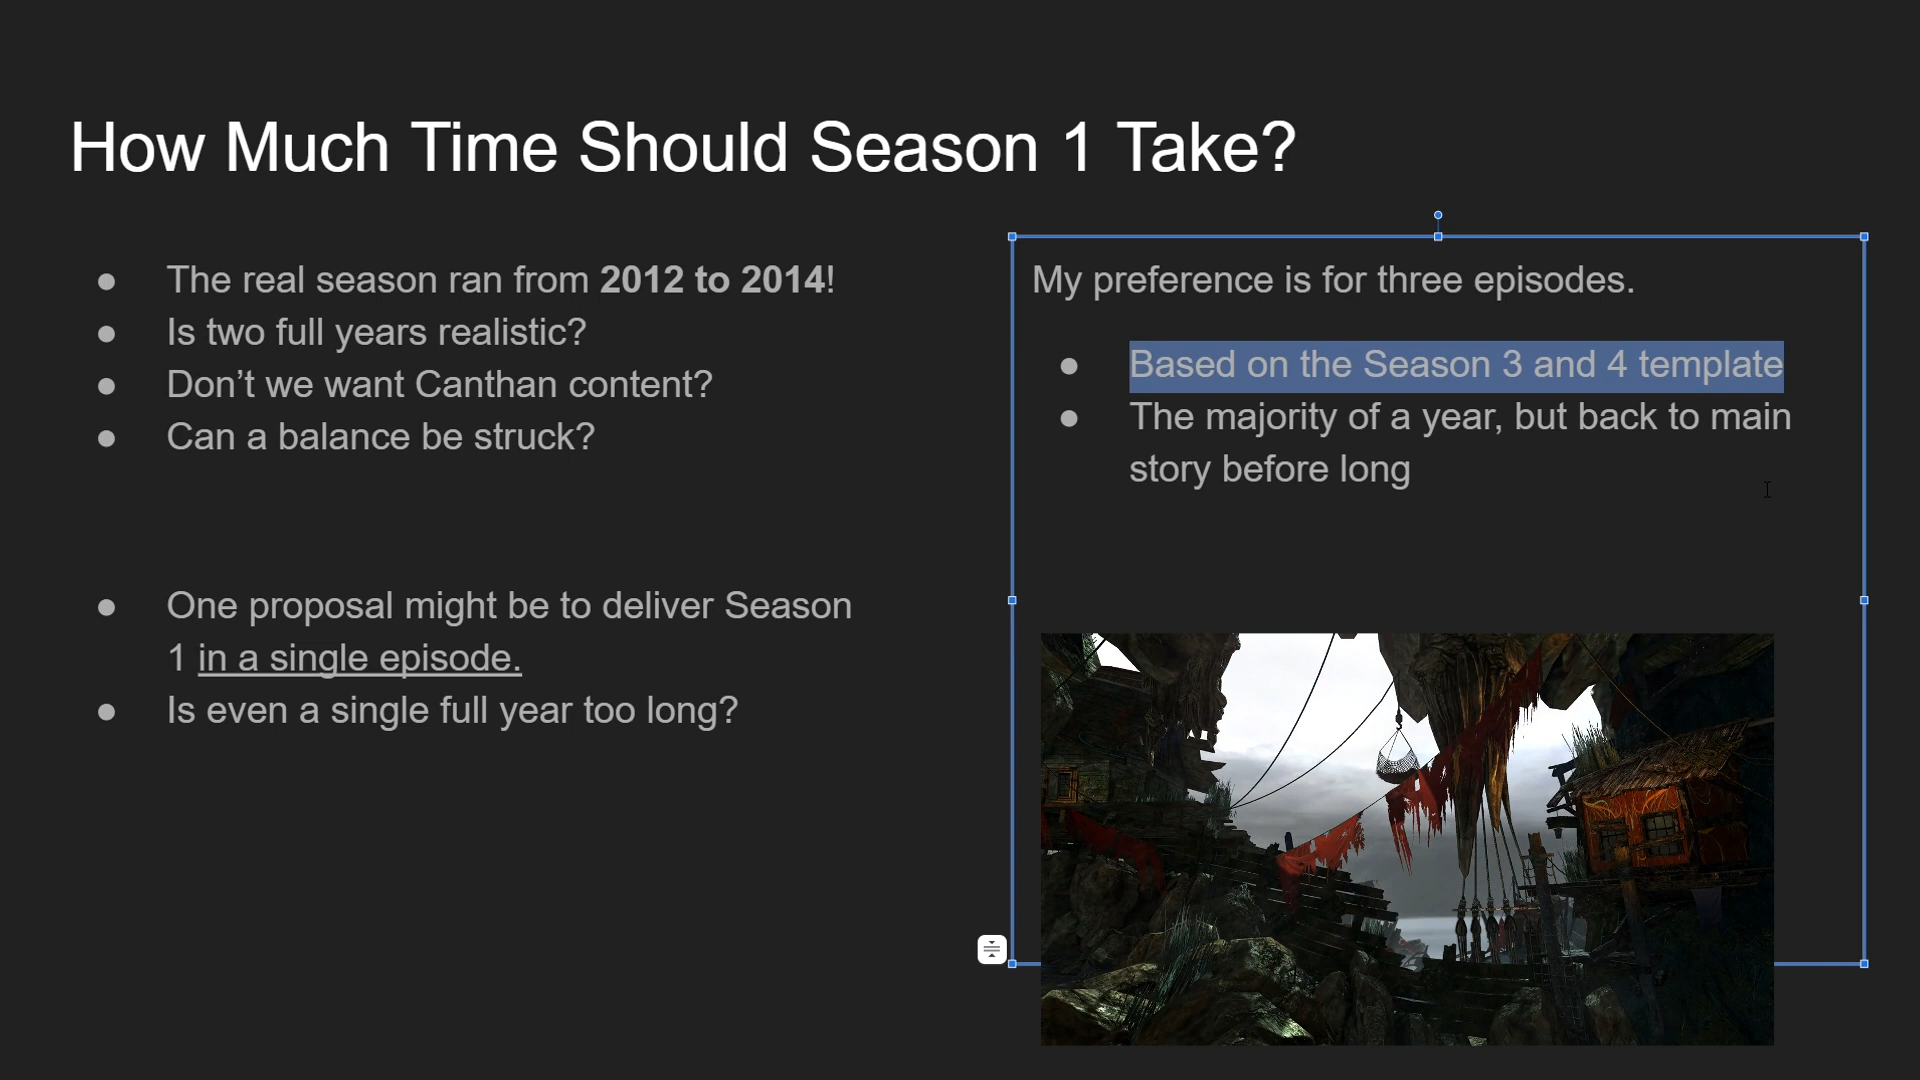 How Much Time Should Season 1 Take?
● The real season ran from 2012 to 2014!
● Is two full years realistic?
● Don’t we want Canthan content?
● Can a balance be struck?
● One proposal might be to deliver Season
1 in a single episode.
● Is even a single full year too long?
My preference is for three episodes.
● Based on the Season 3 and 4 template
● The majority of a year, but back to main
story before long